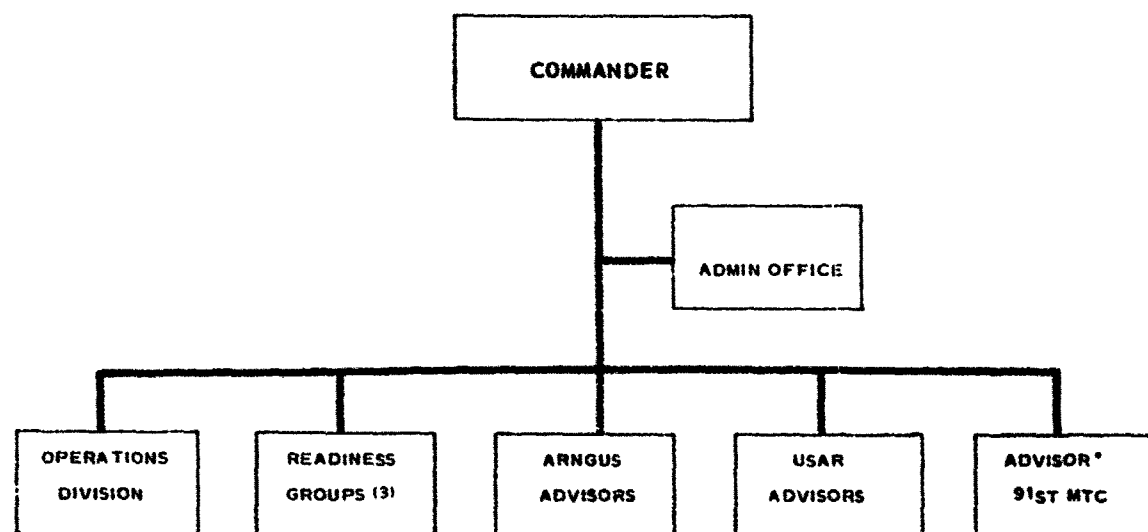 COMMANDER
ADMIN OFFICE
OPERATIONS
DIVISION
READINESS
GROUPS (3)
ARNGUS
ADVISORS
USAR
ADVISORS
ADVISOR*
91ST MTC